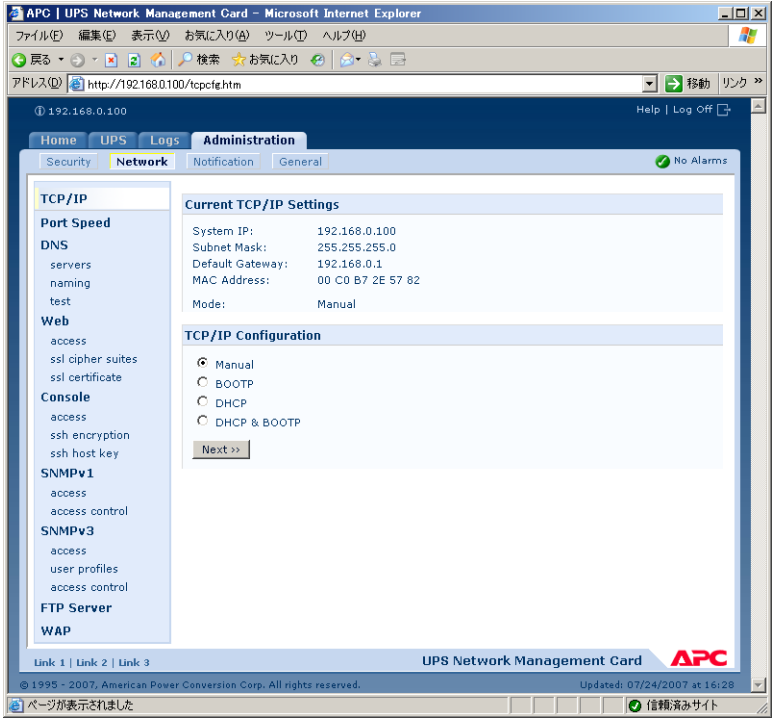 APC | UPS Network Management Card - Microsoft Internet Explorer
ファイル(F) 編集(E) 表示(V) お気に入り(A) ツール(T) ヘルプ(H)
戻る 検索 お気に入り
アドレス(D) http://192.168.0.100/tcpcfg.htm 移動 リンク »
192.168.0.100 Help | Log Off
Home UPS Logs Administration
Security Network Notification General No Alarms
TCP/IP
Port Speed
DNS
servers
naming
test
Web
access
ssl cipher suites
ssl certificate
Console
access
ssh encryption
ssh host key
SNMPv1
access
access control
SNMPv3
access
user profiles
access control
FTP Server
WAP
Current TCP/IP Settings
System IP: 192.168.0.100
Subnet Mask: 255.255.255.0
Default Gateway: 192.168.0.1
MAC Address: 00 C0 B7 2E 57 82
Mode: Manual
TCP/IP Configuration
Manual
BOOTP
DHCP
DHCP & BOOTP
Next >>
Link 1 | Link 2 | Link 3
UPS Network Management Card APC
© 1995 - 2007, American Power Conversion Corp. All rights reserved. Updated: 07/24/2007 at 16:28
ページが表示されました 信頼済みサイト